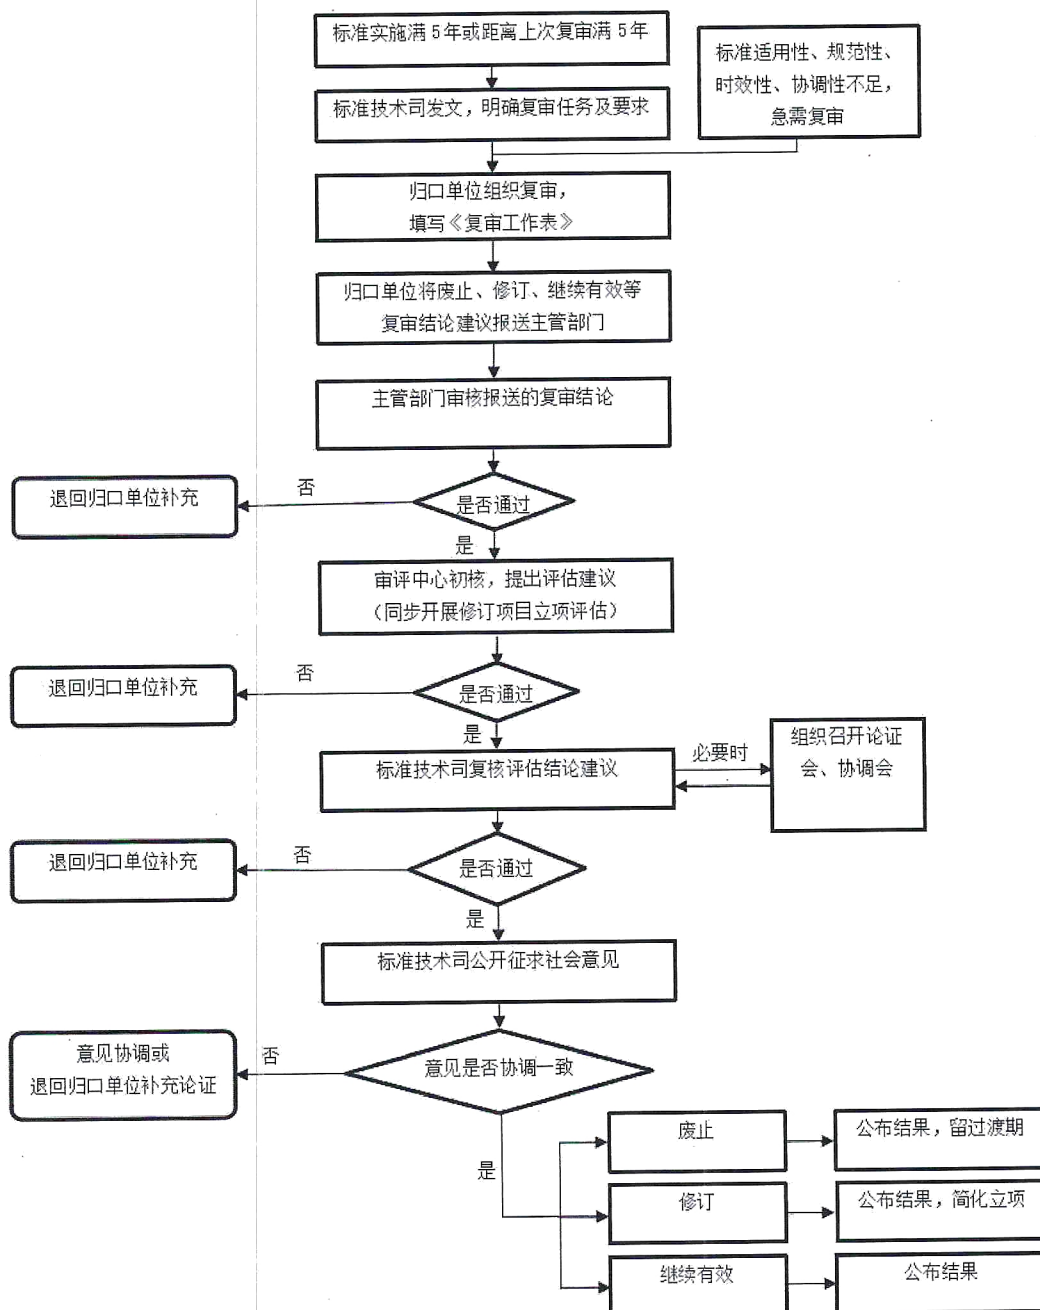 标准实施满5年或距离上次复审满5年
标准适用性、规范性、
时效性、协调性不足，
急需复审
标准技术司发文，明确复审任务及要求
归口单位组织复审，
填写《复审工作表》
归口单位将废止、修订、继续有效等
复审结论建议报送主管部门
主管部门审核报送的复审结论
退回归口单位补充
否
是否通过
是
审评中心初核，提出评估建议
（同步开展修订项目立项评估）
退回归口单位补充
否
是否通过
是
标准技术司复核评估结论建议
必要时
组织召开论证
会、协调会
退回归口单位补充
否
是否通过
是
标准技术司公开征求社会意见
意见协调或
退回归口单位补充论证
否
意见是否协调一致
是
废止
公布结果，留过渡期
修订
公布结果，简化立项
继续有效
公布结果